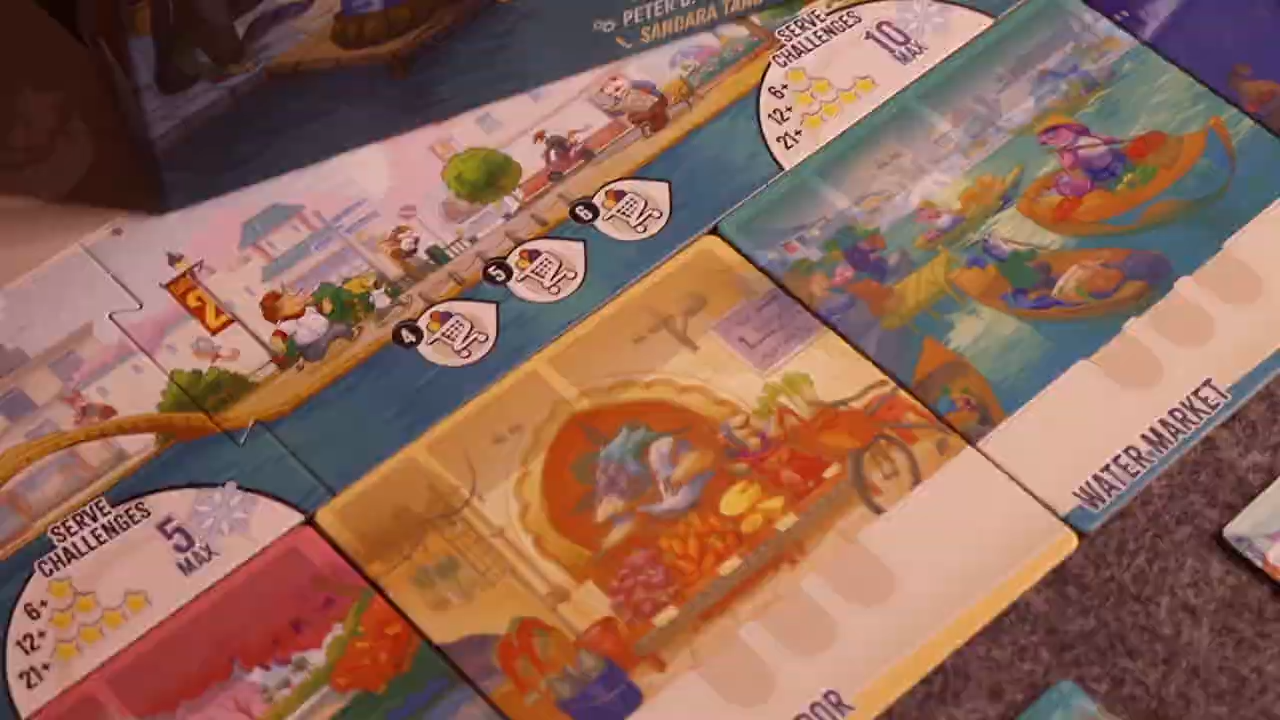 PETER
SANDARA
SERVE
CHALLENGES
10
MAX
6+
12+
21+
6
5
4
2
WATER MARKET
SERVE
CHALLENGES
5
MAX
6+
12+
21+